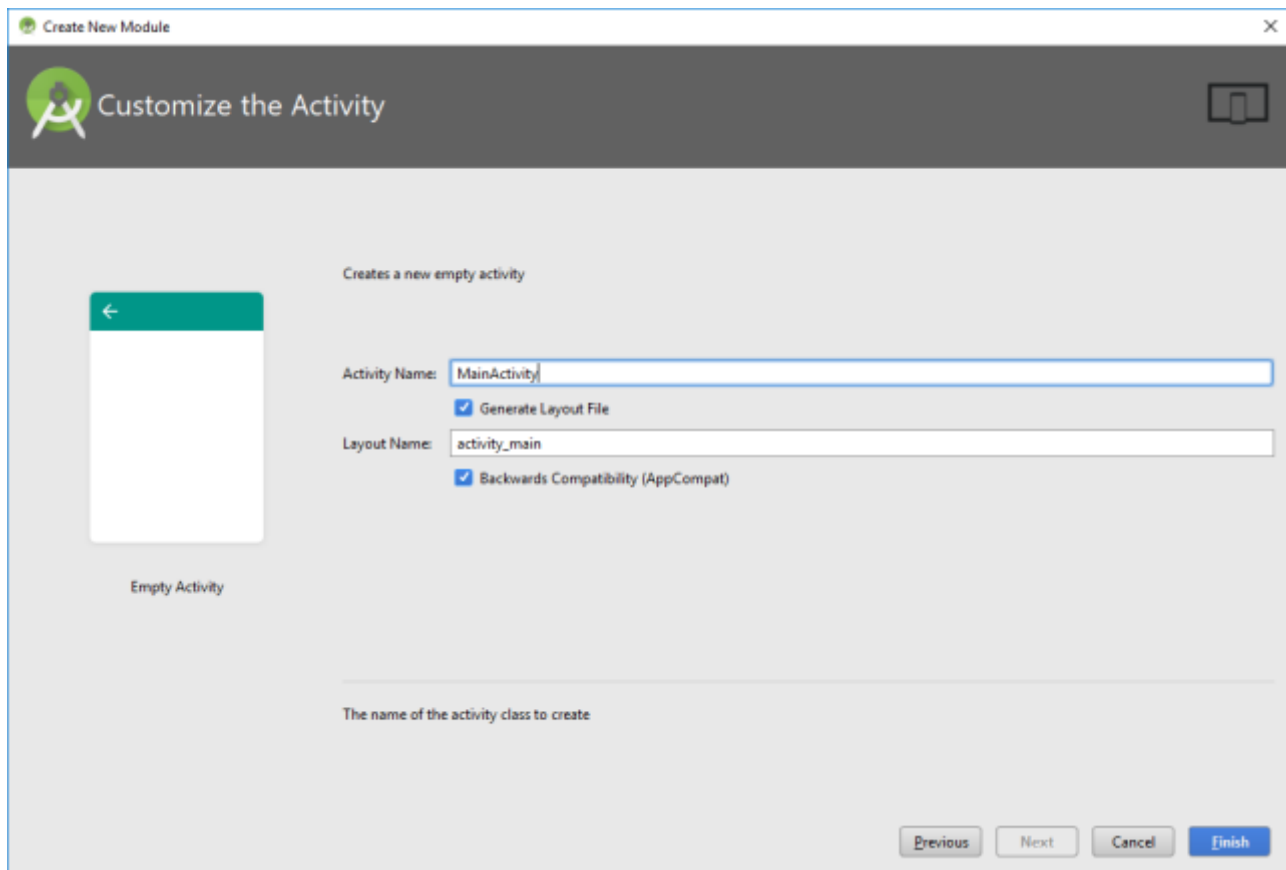 Create New Module
Customize the Activity
Creates a new empty activity
Activity Name: MainActivity
Generate Layout File
Layout Name: activity_main
Backwards Compatibility (AppCompat)
Empty Activity
The name of the activity class to create
Previous Next Cancel Finish